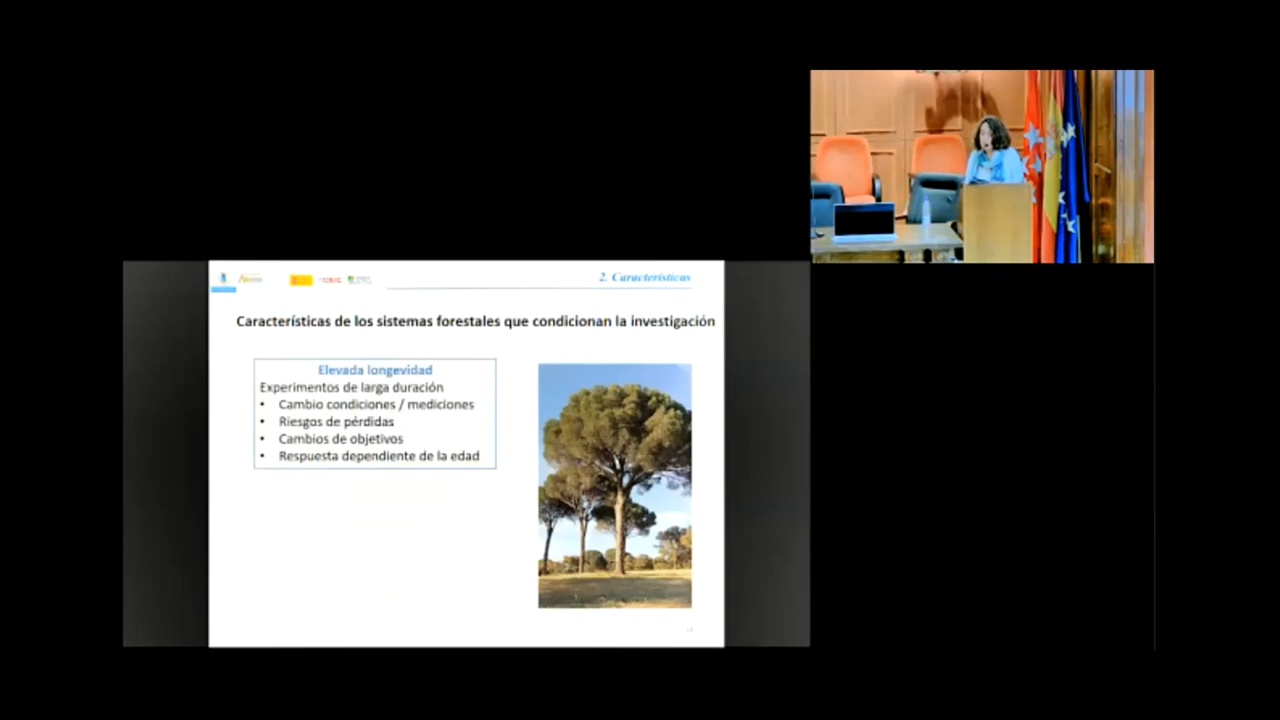 2. Características
Características de los sistemas forestales que condicionan la investigación
Elevada longevidad
Experimentos de larga duración
• Cambio condiciones / mediciones
• Riesgos de pérdidas
• Cambios de objetivos
• Respuesta dependiente de la edad